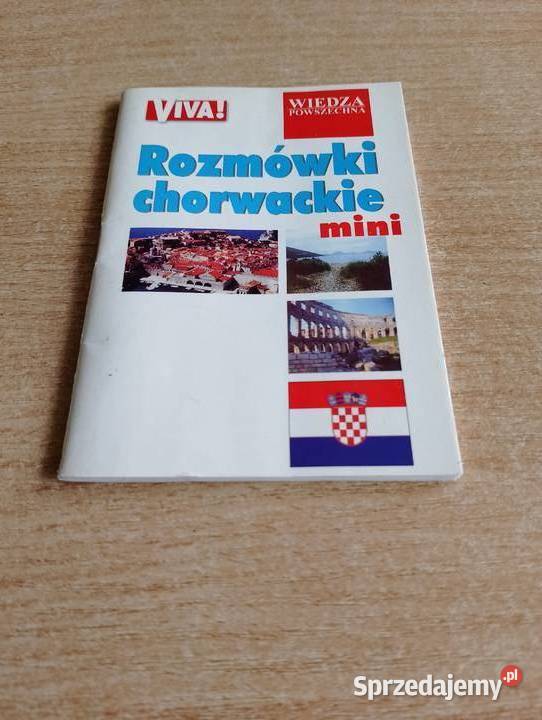 VIVA!
WIEDZA
POWSZECHNA
Rozmówki
chorwackie
mini
Sprzedajemy.pl